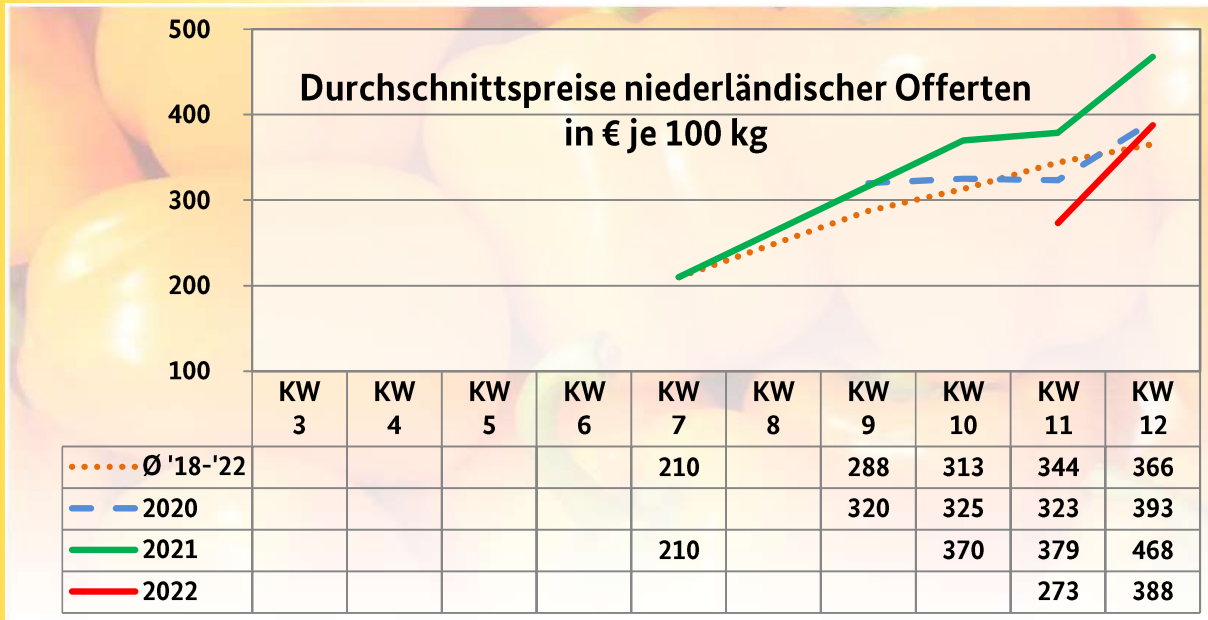 500
Durchschnittspreise niederländischer Offerten
in € je 100 kg
400
300
200
100
KW KW KW KW KW KW KW KW KW KW
3 4 5 6 7 8 9 10 11 12
Ø '18-'22 210 288 313 344 366
2020 320 325 323 393
2021 210 370 379 468
2022 273 388